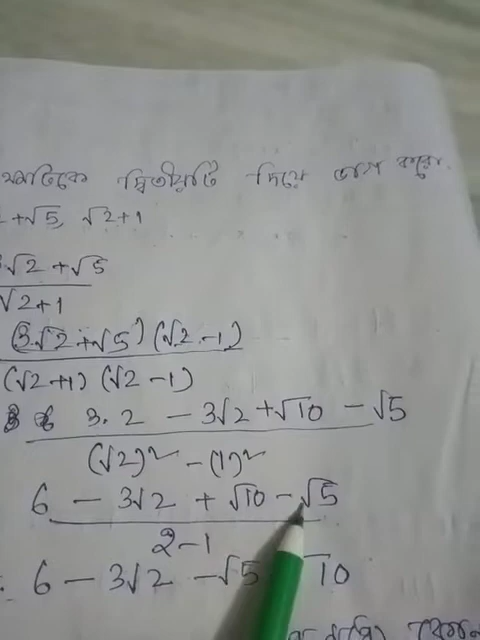 দ্বিতীয়টি দিয়ে ভাগ করো.
+√5, √2+1
√2 + √5
√2+1
(3√2+√5) (√2-1)
(√2+1) (√2-1)
3.2 - 3√2 + √10 - √5
(√2)² - (1)²
6 - 3√2 + √10 - √5
2-1
6 - 3√2 - √5 10